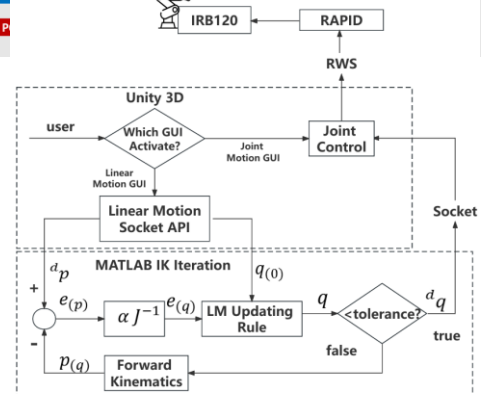 P
IRB120
RAPID
RWS
Unity 3D
user
Which GUI
Activate?
Joint
Motion GUI
Joint
Control
Linear
Motion GUI
Linear Motion
Socket API
Socket
MATLAB IK Iteration
ᵈp
q₍₀₎
+
e₍p₎
α J⁻¹
e₍q₎
LM Updating
Rule
q
<tolerance?
ᵈq
true
false
-
p₍q₎
Forward
Kinematics